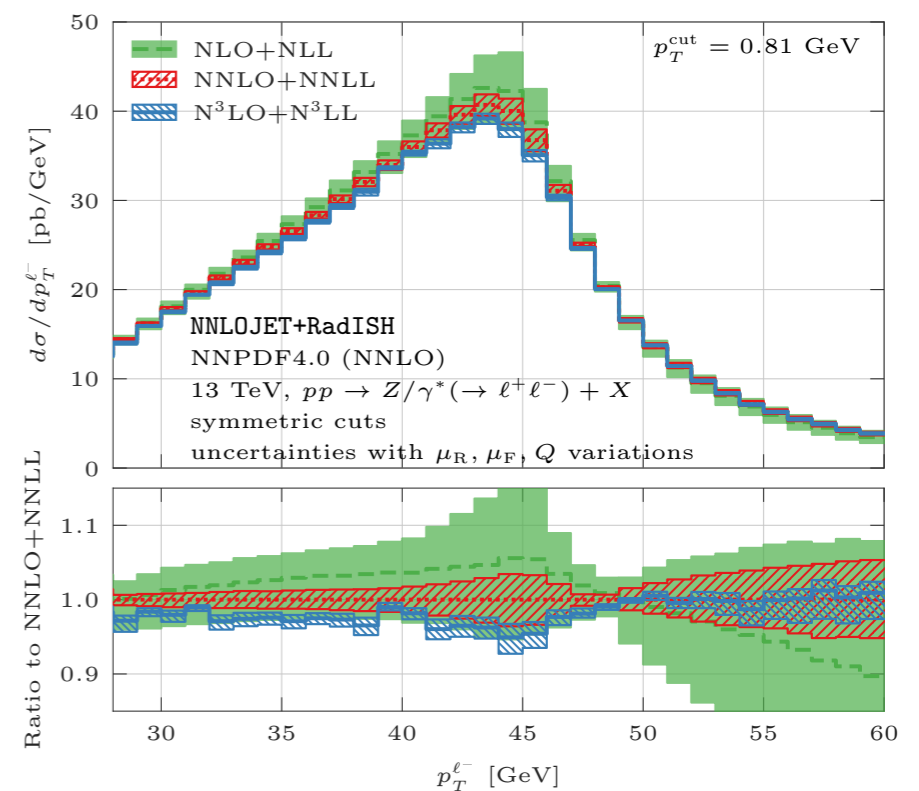 50
40
30
20
10
0
dσ/dp_T^{ℓ^−} [pb/GeV]
NLO+NLL
NNLO+NNLL
N³LO+N³LL
p_T^{cut} = 0.81 GeV
NNLOJET+RadISH
NNPDF4.0 (NNLO)
13 TeV, pp → Z/γ*(→ ℓ⁺ℓ⁻) + X
symmetric cuts
uncertainties with μ_R, μ_F, Q variations
1.1
1.0
0.9
Ratio to NNLO+NNLL
30 35 40 45 50 55 60
p_T^{ℓ^−} [GeV]